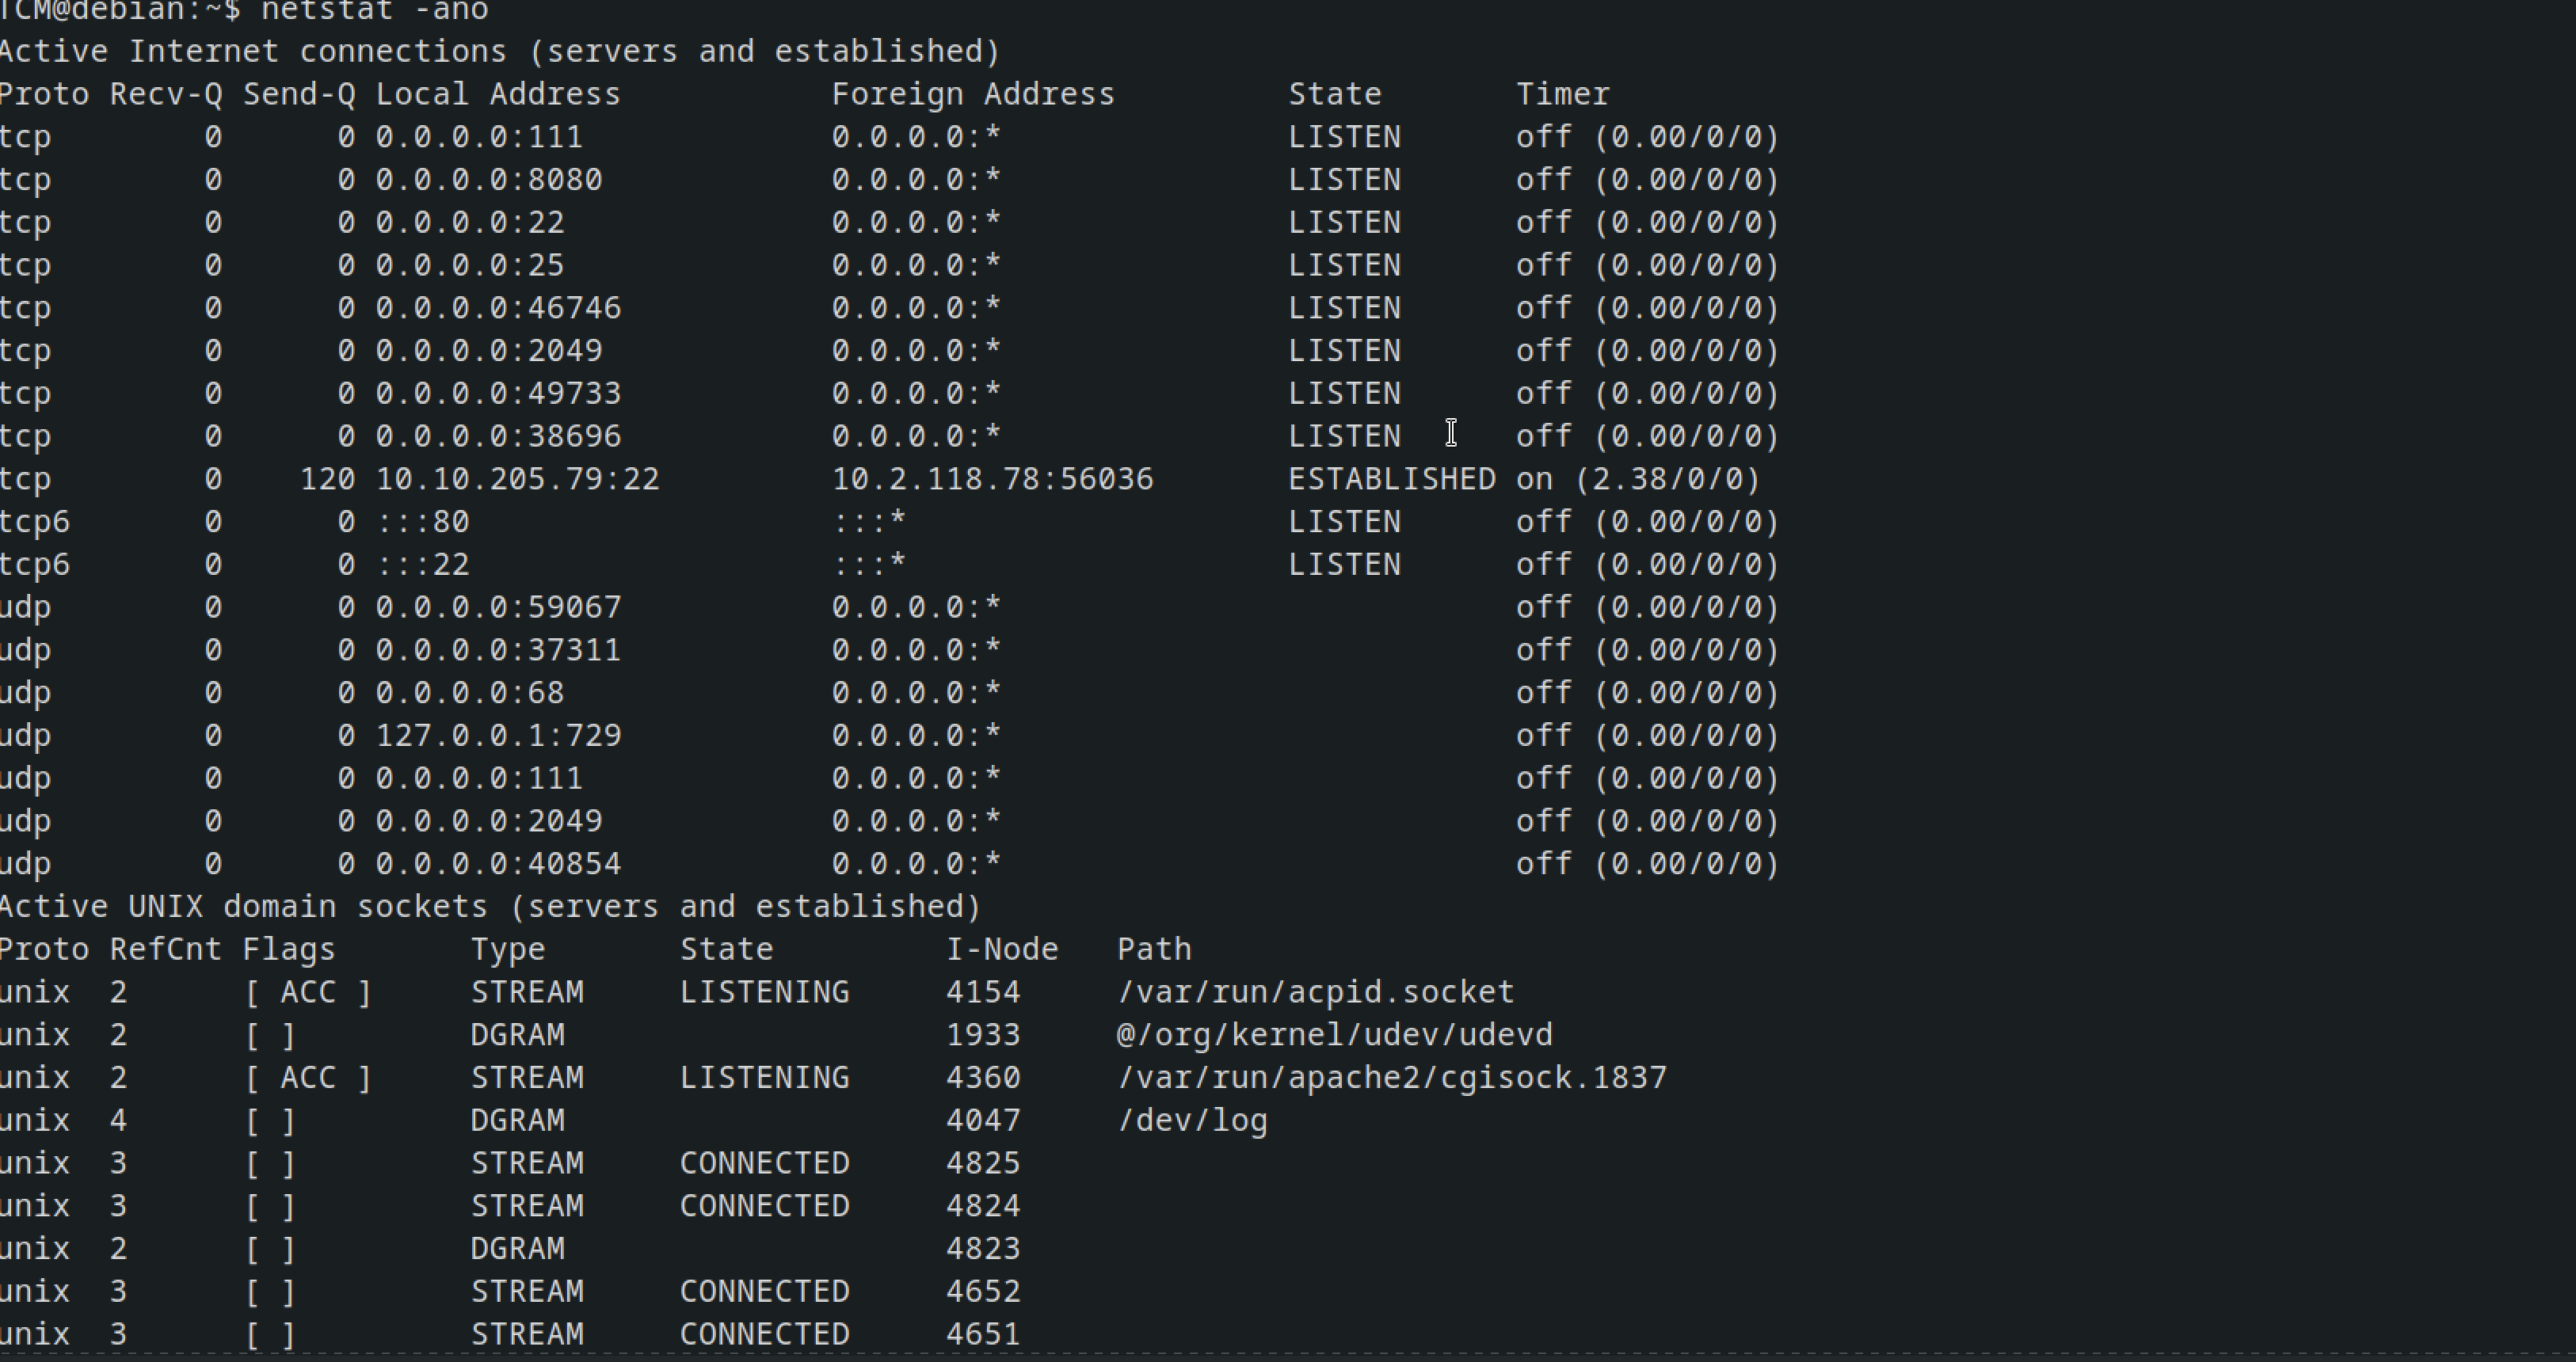 TCM@debian:~$ netstat -ano
Active Internet connections (servers and established)
Proto Recv-Q Send-Q Local Address           Foreign Address         State       Timer
tcp        0      0 0.0.0.0:111             0.0.0.0:*               LISTEN      off (0.00/0/0)
tcp        0      0 0.0.0.0:8080            0.0.0.0:*               LISTEN      off (0.00/0/0)
tcp        0      0 0.0.0.0:22              0.0.0.0:*               LISTEN      off (0.00/0/0)
tcp        0      0 0.0.0.0:25              0.0.0.0:*               LISTEN      off (0.00/0/0)
tcp        0      0 0.0.0.0:46746           0.0.0.0:*               LISTEN      off (0.00/0/0)
tcp        0      0 0.0.0.0:2049            0.0.0.0:*               LISTEN      off (0.00/0/0)
tcp        0      0 0.0.0.0:49733           0.0.0.0:*               LISTEN      off (0.00/0/0)
tcp        0      0 0.0.0.0:38696           0.0.0.0:*               LISTEN      off (0.00/0/0)
tcp        0    120 10.10.205.79:22         10.2.118.78:56036       ESTABLISHED on (2.38/0/0)
tcp6       0      0 :::80                   :::*                    LISTEN      off (0.00/0/0)
tcp6       0      0 :::22                   :::*                    LISTEN      off (0.00/0/0)
udp        0      0 0.0.0.0:59067           0.0.0.0:*                           off (0.00/0/0)
udp        0      0 0.0.0.0:37311           0.0.0.0:*                           off (0.00/0/0)
udp        0      0 0.0.0.0:68              0.0.0.0:*                           off (0.00/0/0)
udp        0      0 127.0.0.1:729           0.0.0.0:*                           off (0.00/0/0)
udp        0      0 0.0.0.0:111             0.0.0.0:*                           off (0.00/0/0)
udp        0      0 0.0.0.0:2049            0.0.0.0:*                           off (0.00/0/0)
udp        0      0 0.0.0.0:40854           0.0.0.0:*                           off (0.00/0/0)
Active UNIX domain sockets (servers and established)
Proto RefCnt Flags       Type       State         I-Node   Path
unix  2      [ ACC ]     STREAM     LISTENING     4154     /var/run/acpid.socket
unix  2      [ ]         DGRAM                    1933     @/org/kernel/udev/udevd
unix  2      [ ACC ]     STREAM     LISTENING     4360     /var/run/apache2/cgisock.1837
unix  4      [ ]         DGRAM                    4047     /dev/log
unix  3      [ ]         STREAM     CONNECTED     4825
unix  3      [ ]         STREAM     CONNECTED     4824
unix  2      [ ]         DGRAM                    4823
unix  3      [ ]         STREAM     CONNECTED     4652
unix  3      [ ]         STREAM     CONNECTED     4651